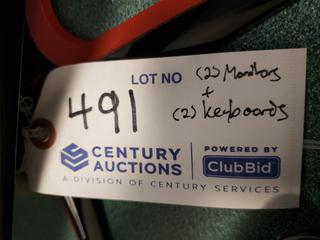 LOT NO (2) Monitors
+
491 (2) Keyboards
CENTURY AUCTIONS
POWERED BY
ClubBid
A DIVISION OF CENTURY SERVICES